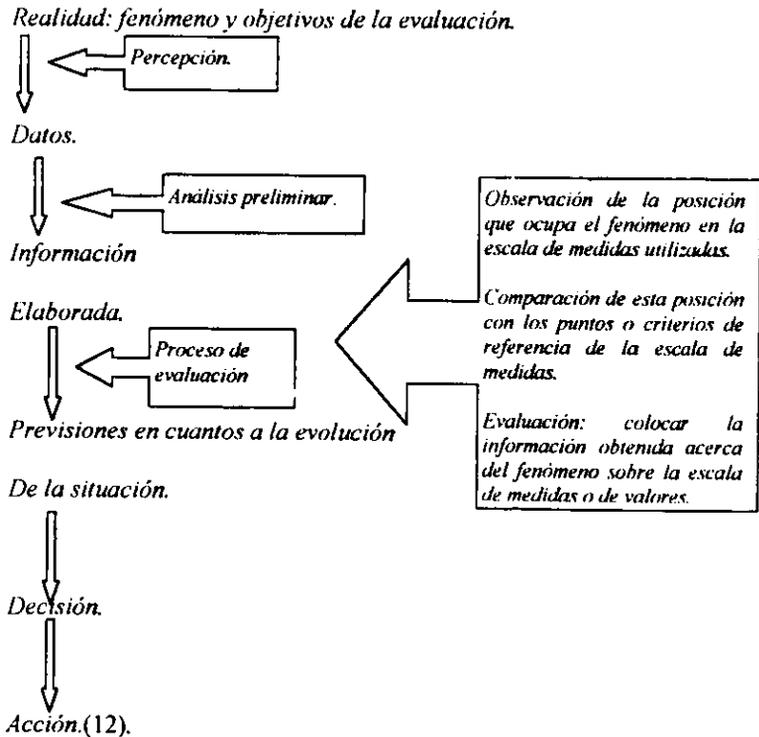 Realidad: fenómeno y objetivos de la evaluación.
Percepción.
Datos.
Análisis preliminar.
Información
Elaborada.
Proceso de
evaluación
Previsiones en cuantos a la evolución
De la situación.
Decisión.
Acción.(12).
Observación de la posición
que ocupa el fenómeno en la
escala de medidas utilizadas.
Comparación de esta posición
con los puntos o criterios de
referencia de la escala de
medidas.
Evaluación: colocar la
información obtenida acerca
del fenómeno sobre la escala
de medidas o de valores.